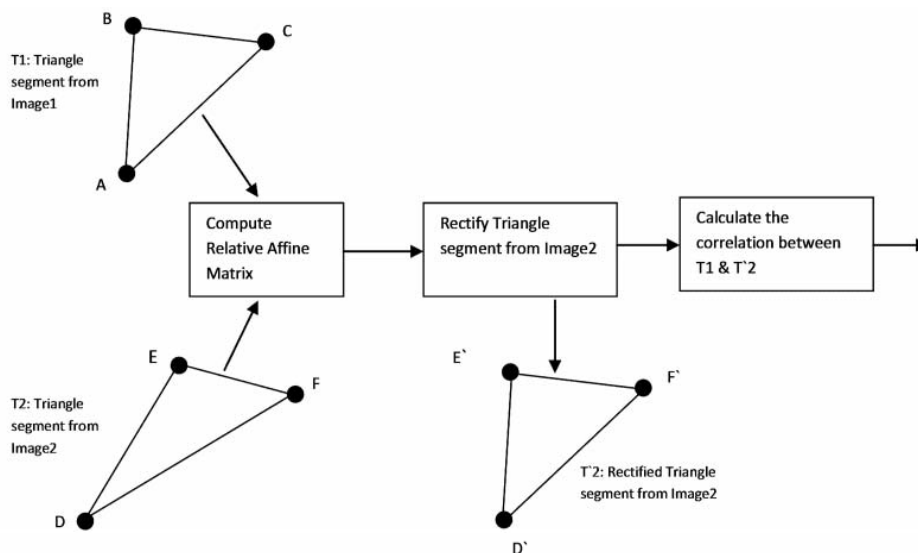 B
C
T1: Triangle
segment from
Image1
A
Compute
Relative Affine
Matrix
Rectify Triangle
segment from Image2
Calculate the
correlation between
T1 & T`2
E
F
T2: Triangle
segment from
Image2
D
E`
F`
T`2: Rectified Triangle
segment from Image2
D`